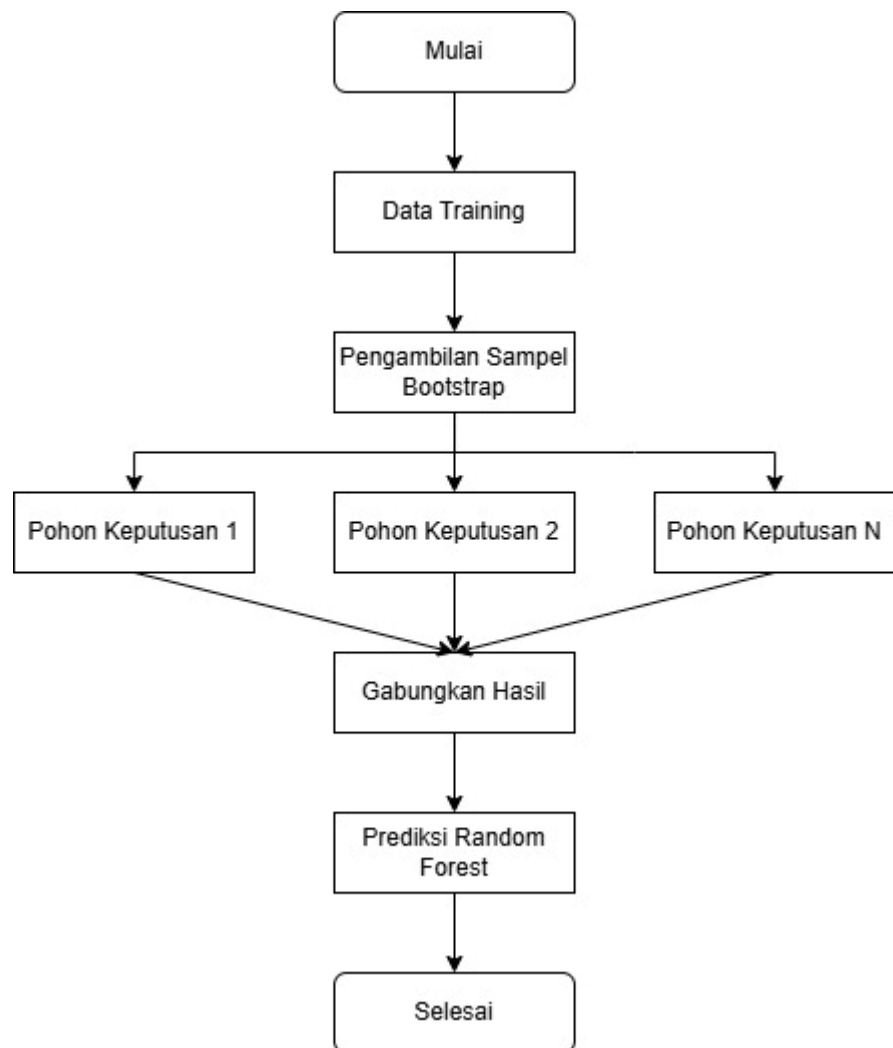 Mulai
Data Training
Pengambilan Sampel
Bootstrap
Pohon Keputusan 1
Pohon Keputusan 2
Pohon Keputusan N
Gabungkan Hasil
Prediksi Random
Forest
Selesai